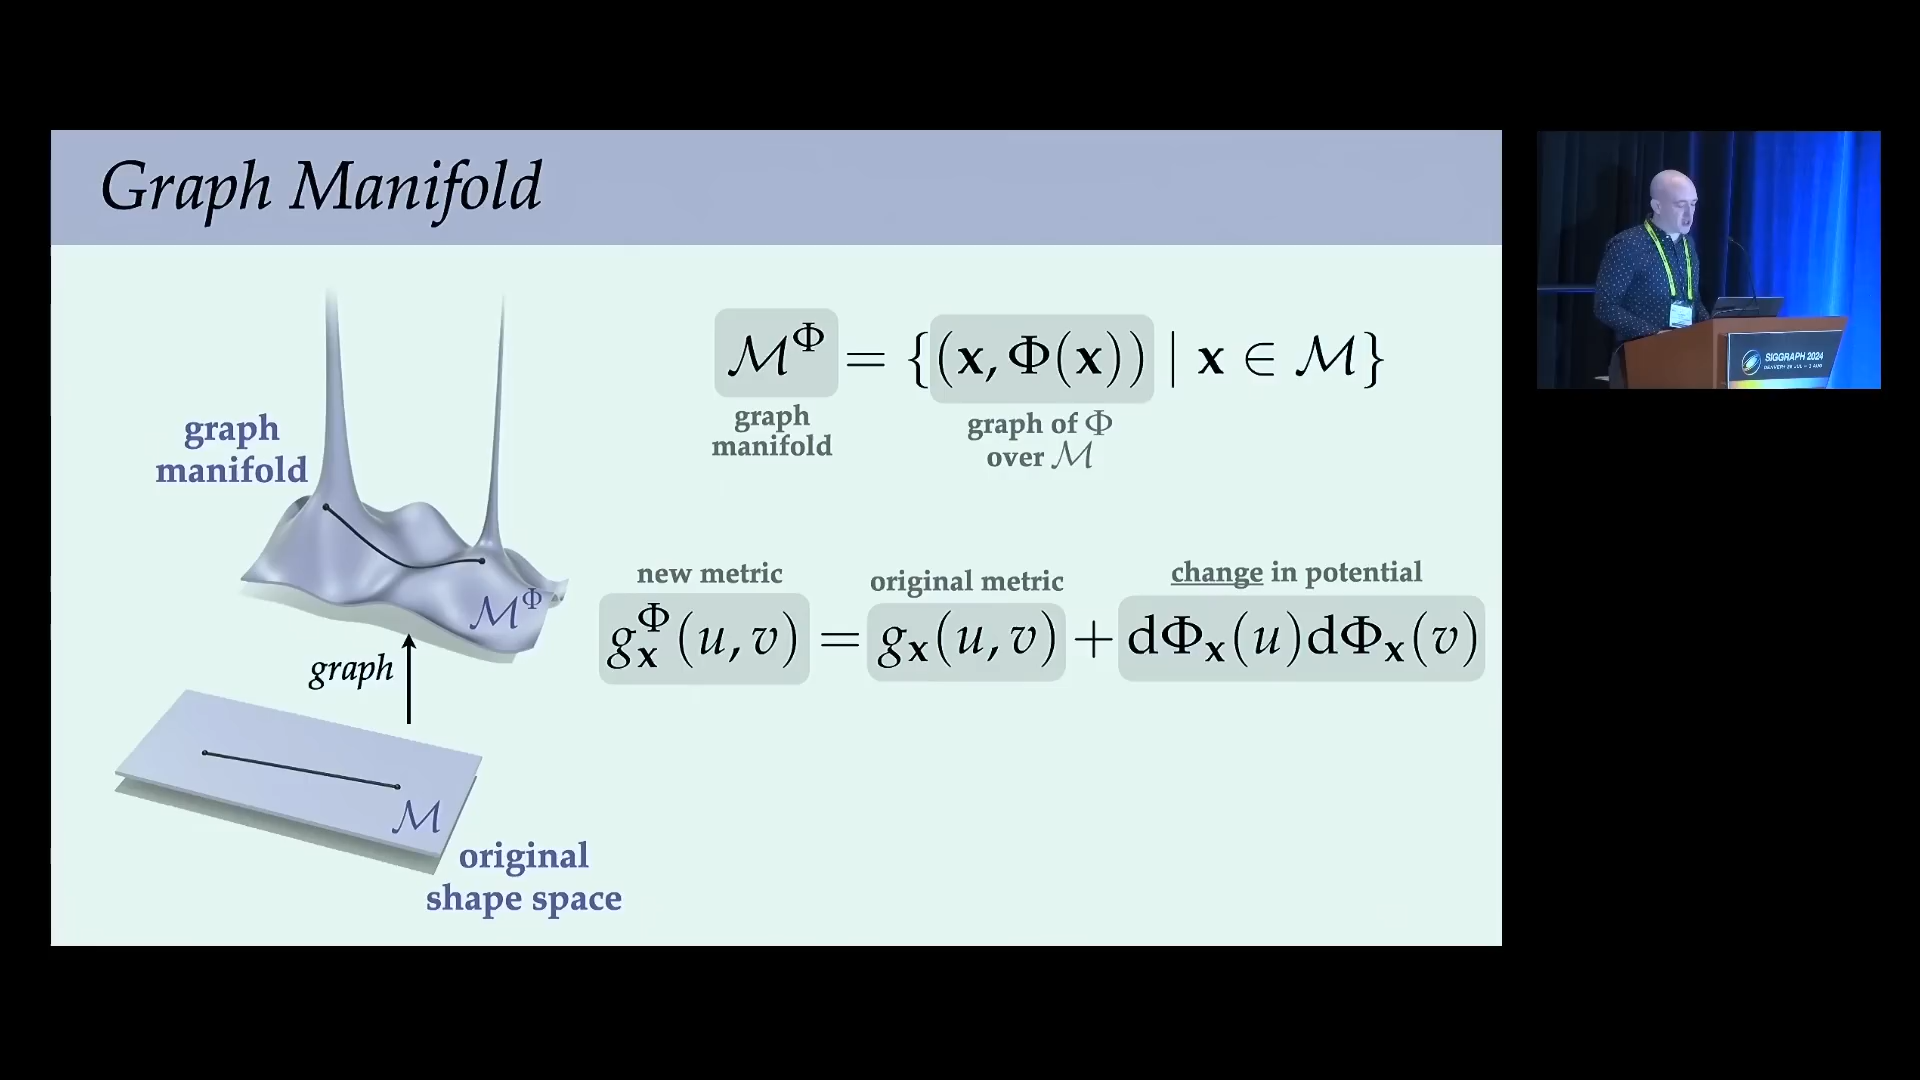 Graph Manifold
graph
manifold
ℳ^Φ
graph
ℳ
original
shape space
ℳ^Φ = {(x, Φ(x)) | x ∈ ℳ}
graph
manifold
graph of Φ
over ℳ
new metric
original metric
change in potential
g_x^Φ(u, v) = g_x(u, v) + dΦ_x(u)dΦ_x(v)
SIGGRAPH 2024